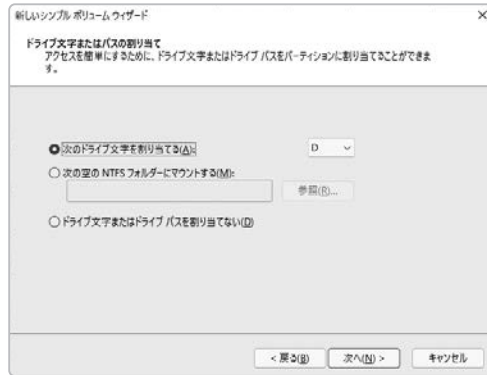 新しいシンプル ボリューム ウィザード
ドライブ文字またはパスの割り当て
アクセスを簡単にするために、ドライブ文字またはドライブ パスをパーティションに割り当てることができま
す。
次のドライブ文字を割り当てる(A):
D
次の空の NTFS フォルダーにマウントする(M):
参照(R)...
ドライブ文字またはドライブ パスを割り当てない(D)
< 戻る(B)
次へ(N) >
キャンセル